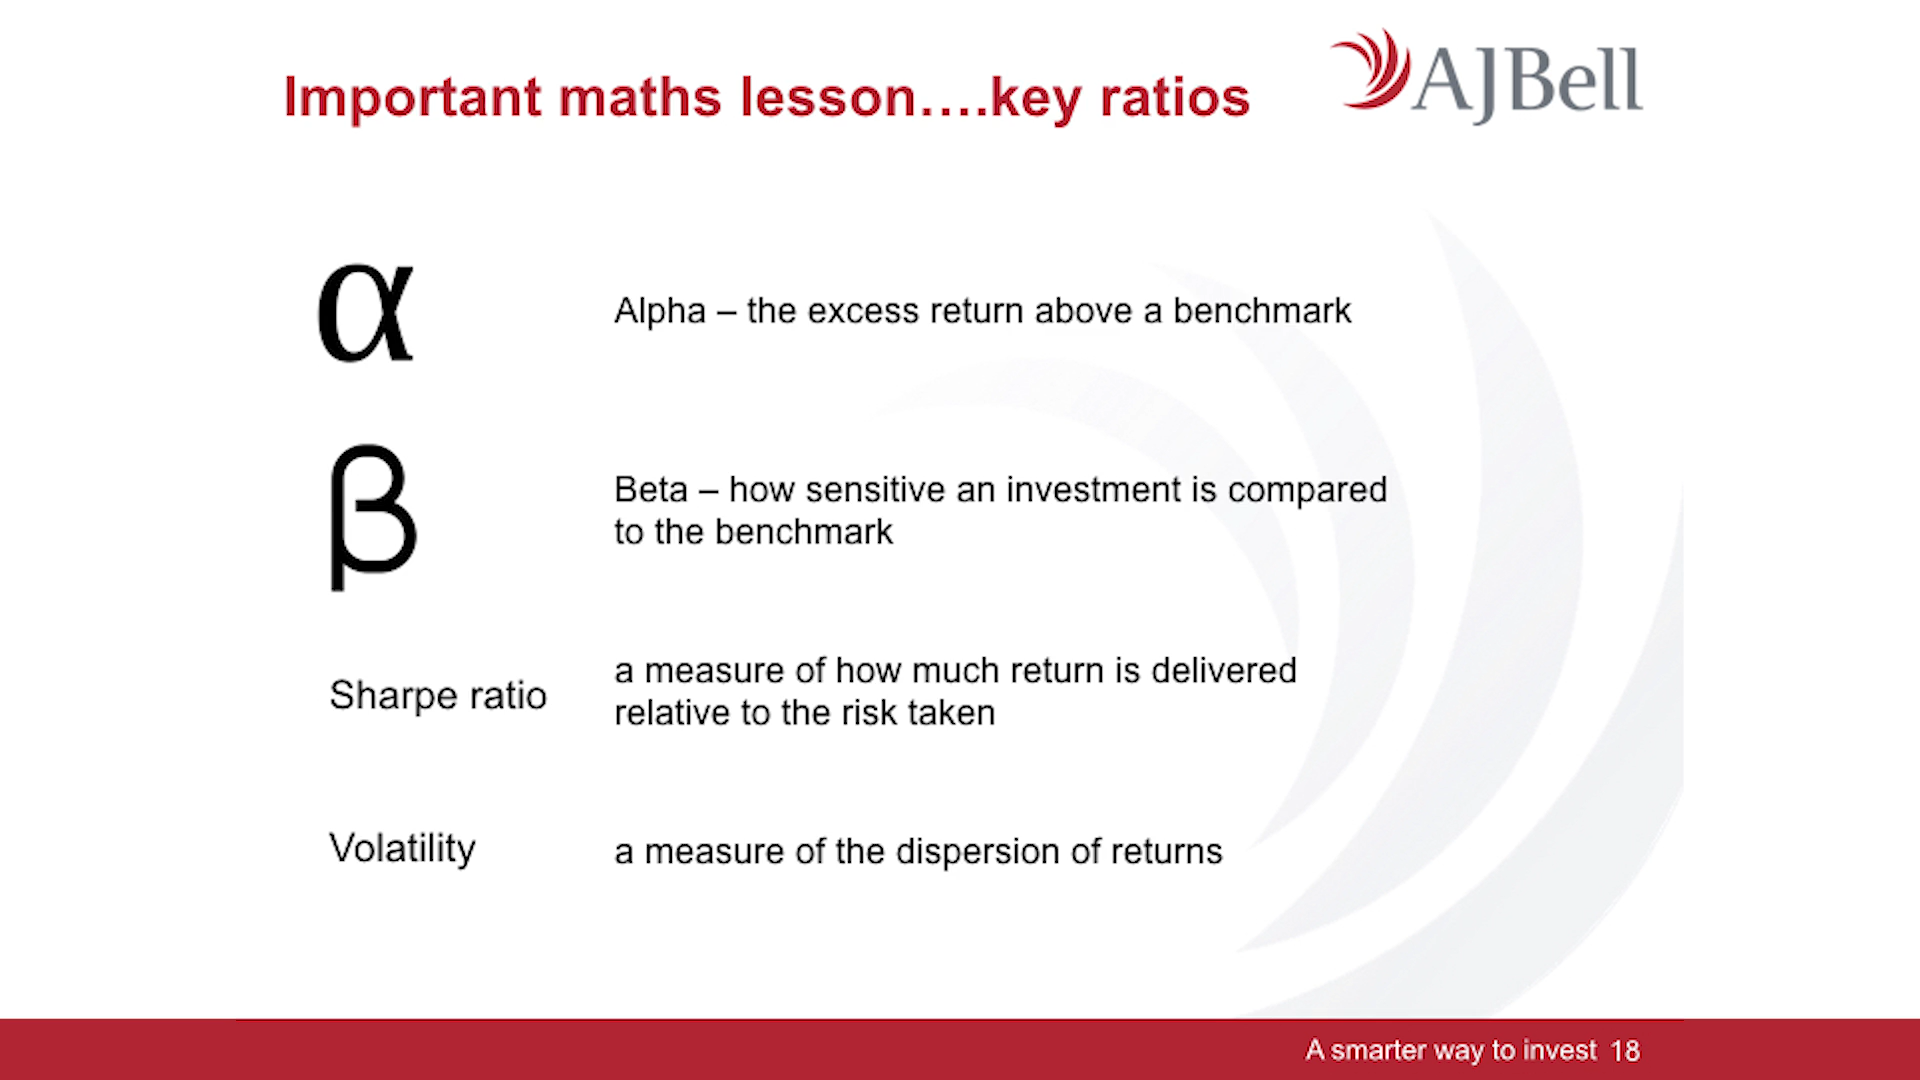 Important maths lesson….key ratios
AJBell
α
Alpha – the excess return above a benchmark
β
Beta – how sensitive an investment is compared
to the benchmark
Sharpe ratio
a measure of how much return is delivered
relative to the risk taken
Volatility
a measure of the dispersion of returns
A smarter way to invest 18